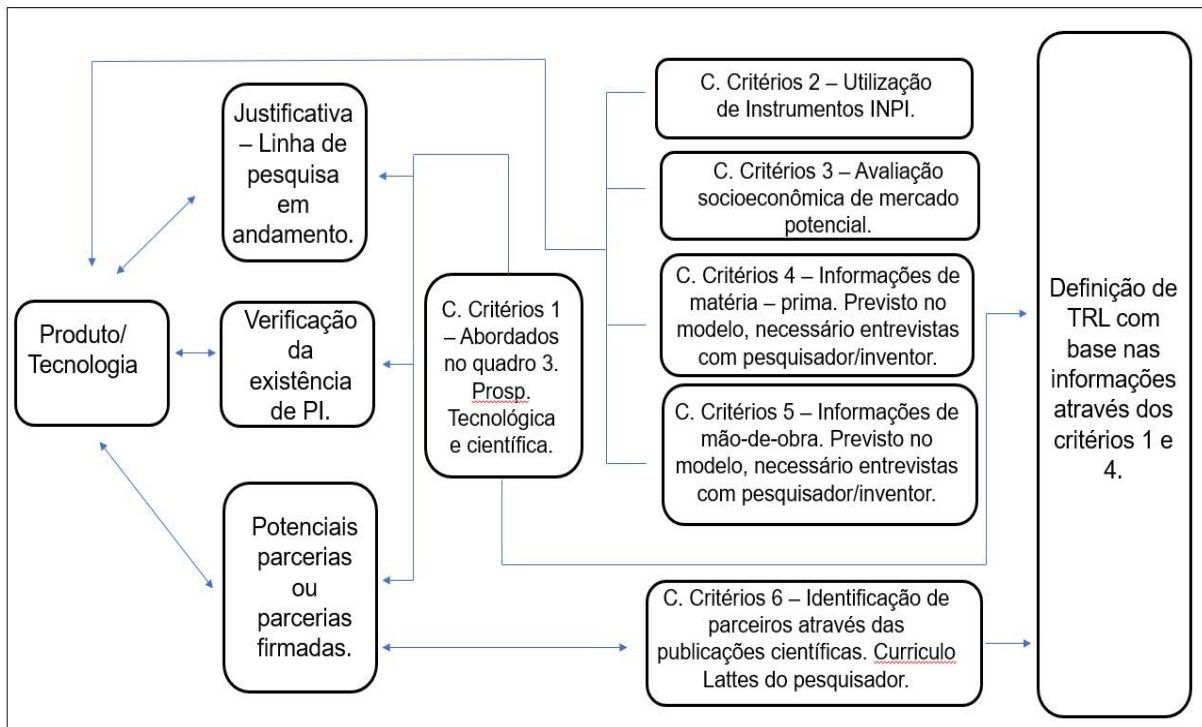 Produto/
Tecnologia
Justificativa
– Linha de
pesquisa
em
andamento.
Verificação
da
existência
de PI.
Potenciais
parcerias
ou
parcerias
firmadas.
C. Critérios 1
– Abordados
no quadro 3.
Prosp.
Tecnológica
e científica.
C. Critérios 2 – Utilização
de Instrumentos INPI.
C. Critérios 3 – Avaliação
socioeconômica de mercado
potencial.
C. Critérios 4 – Informações de
matéria – prima. Previsto no
modelo, necessário entrevistas
com pesquisador/inventor.
C. Critérios 5 – Informações de
mão-de-obra. Previsto no
modelo, necessário entrevistas
com pesquisador/inventor.
C. Critérios 6 – Identificação de
parceiros através das
publicações científicas. Curriculo
Lattes do pesquisador.
Definição de
TRL com
base nas
informações
através dos
critérios 1 e
4.